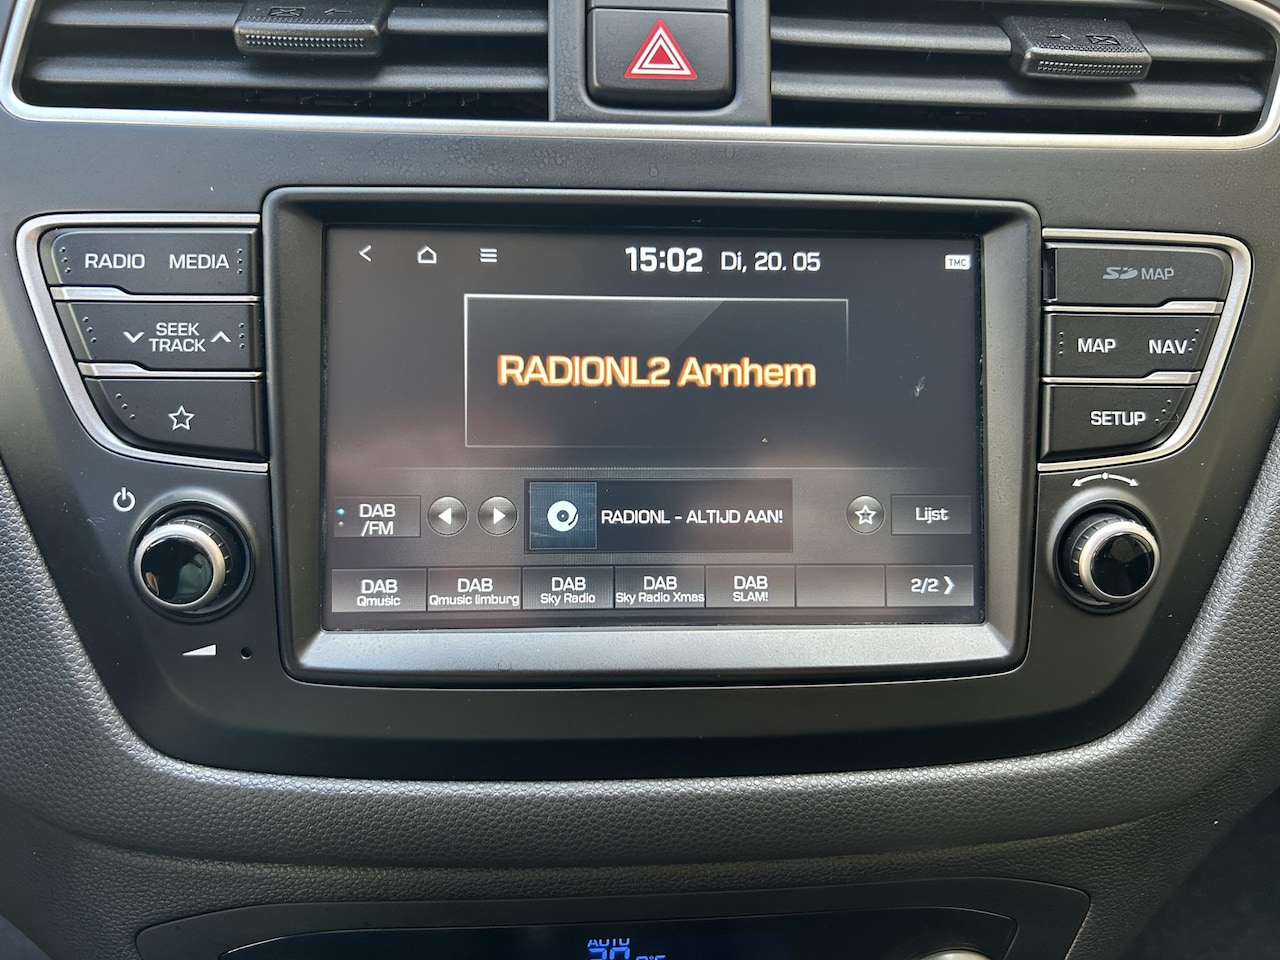 RADIO MEDIA
SEEK
TRACK
15:02 Di, 20. 05
TMC
SD MAP
MAP NAV
SETUP
RADIONL2 Arnhem
DAB
/FM
RADIONL - ALTIJD AAN!
Lijst
DAB
Qmusic
DAB
Qmusic limburg
DAB
Sky Radio
DAB
Sky Radio Xmas
DAB
SLAM!
2/2
AUTO